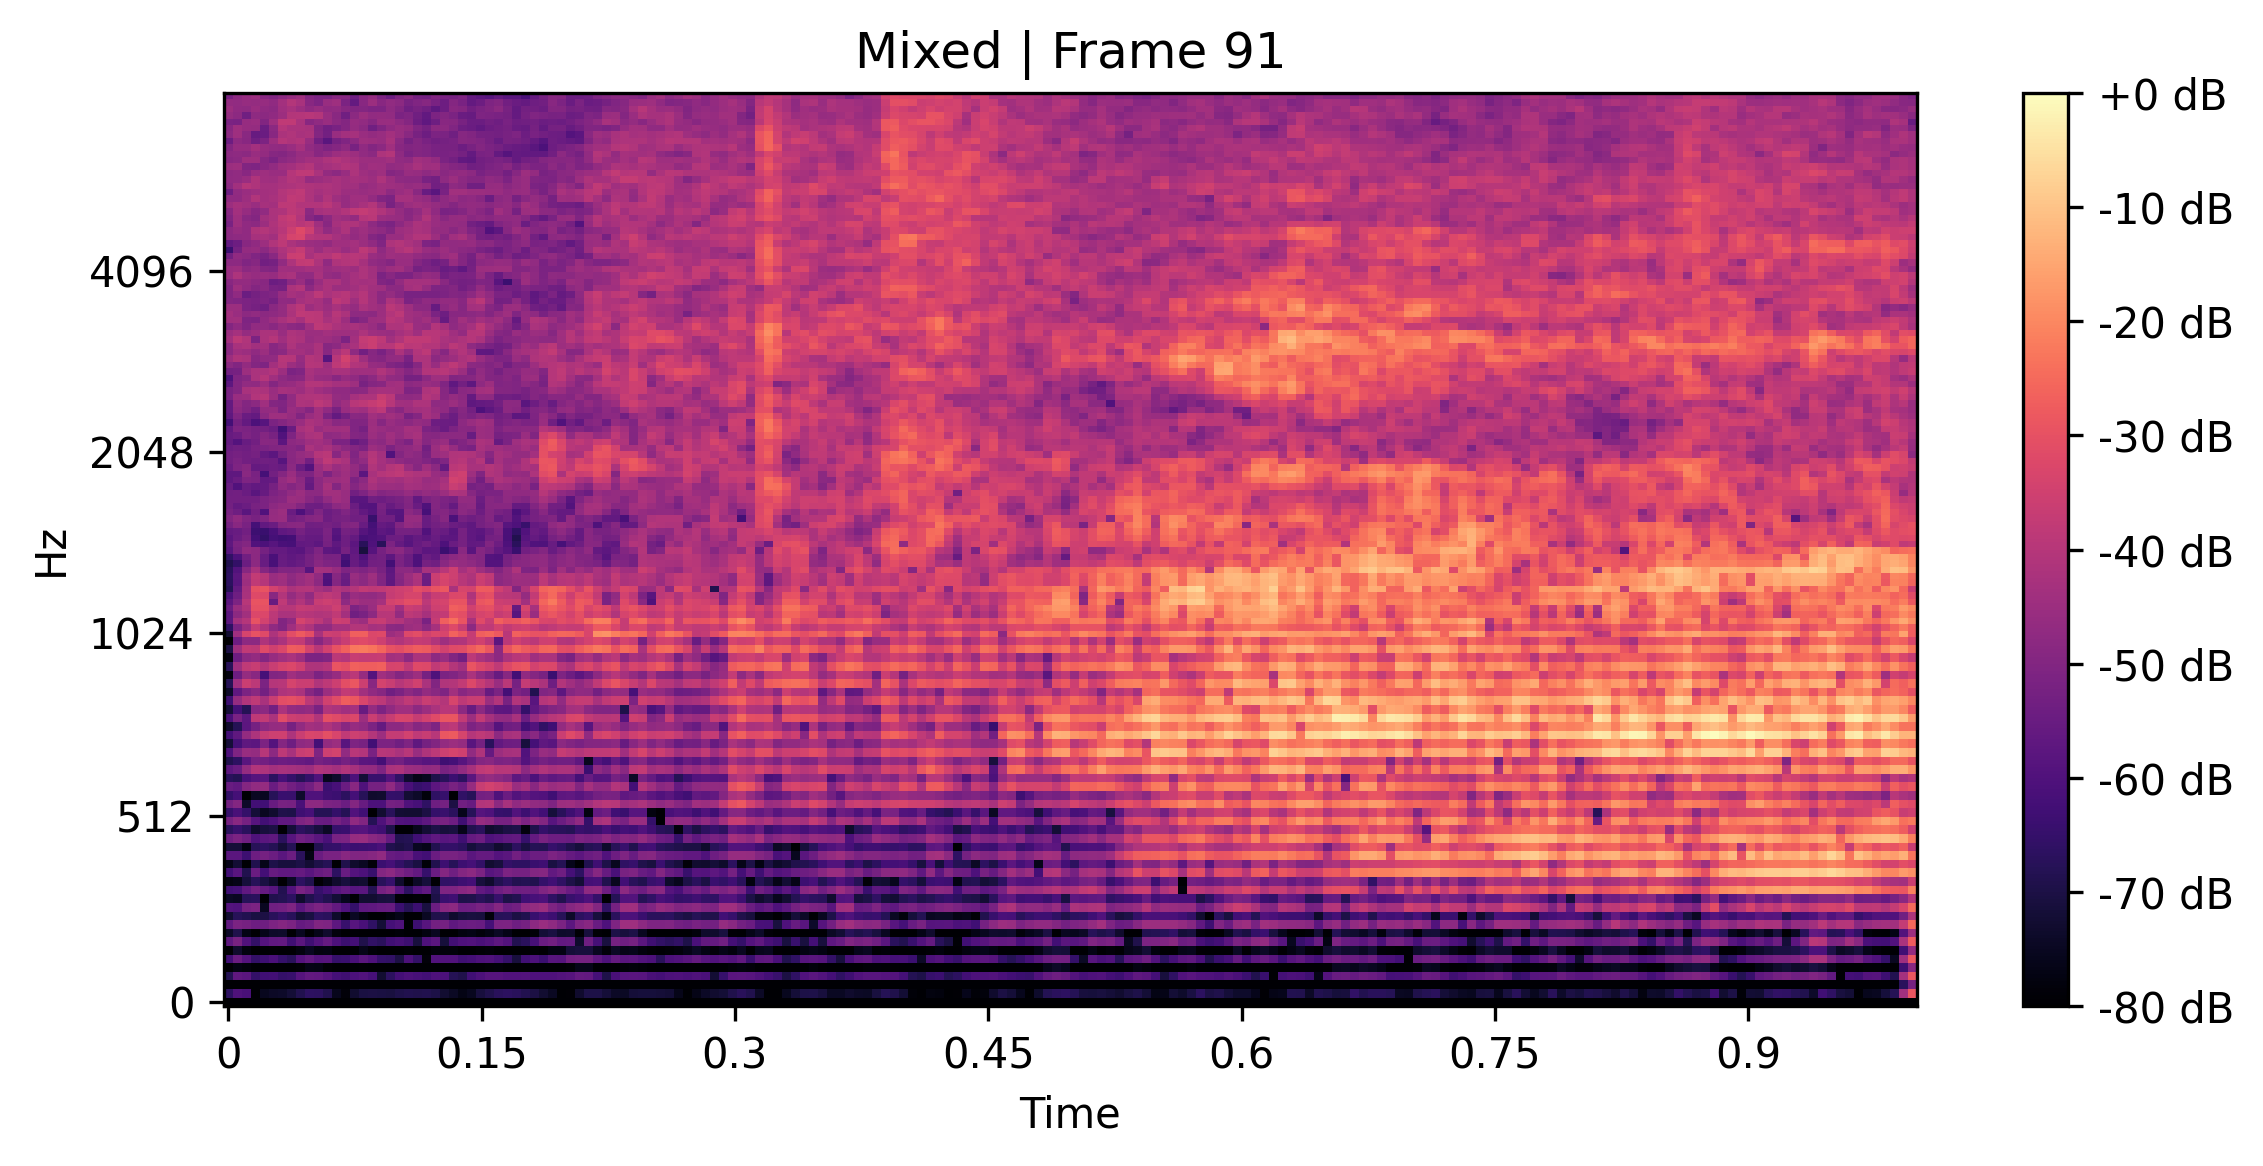 Mixed | Frame 91
Hz
4096
2048
1024
512
0
0 0.15 0.3 0.45 0.6 0.75 0.9
Time
+0 dB
-10 dB
-20 dB
-30 dB
-40 dB
-50 dB
-60 dB
-70 dB
-80 dB